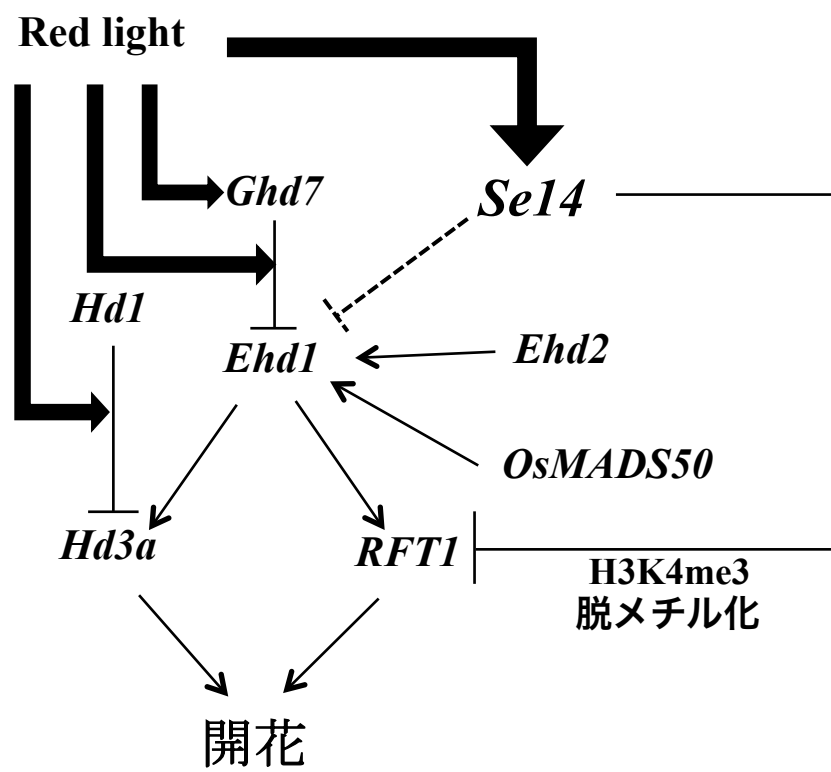 Red light
Ghd7
Se14
Hd1
Ehd1
Ehd2
OsMADS50
Hd3a
RFT1
H3K4me3
脱メチル化
開花